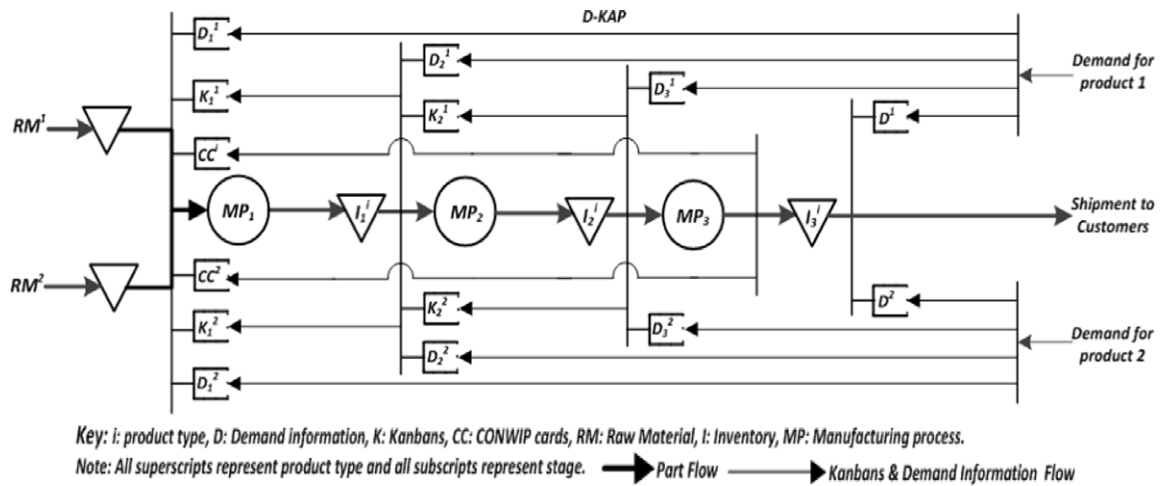 D-KAP
D₁¹
D₂¹
Demand for
product 1
D₃¹
K₁¹
K₂¹
D¹
RM¹
CCⁱ
MP₁
I₁ⁱ
MP₂
I₂ⁱ
MP₃
I₃ⁱ
Shipment to
Customers
RM²
CC²
K₂²
D²
K₁²
D₃²
Demand for
product 2
D₂²
D₁²
Key: i: product type, D: Demand information, K: Kanbans, CC: CONWIP cards, RM: Raw Material, I: Inventory, MP: Manufacturing process.
Note: All superscripts represent product type and all subscripts represent stage. Part Flow Kanbans & Demand Information Flow